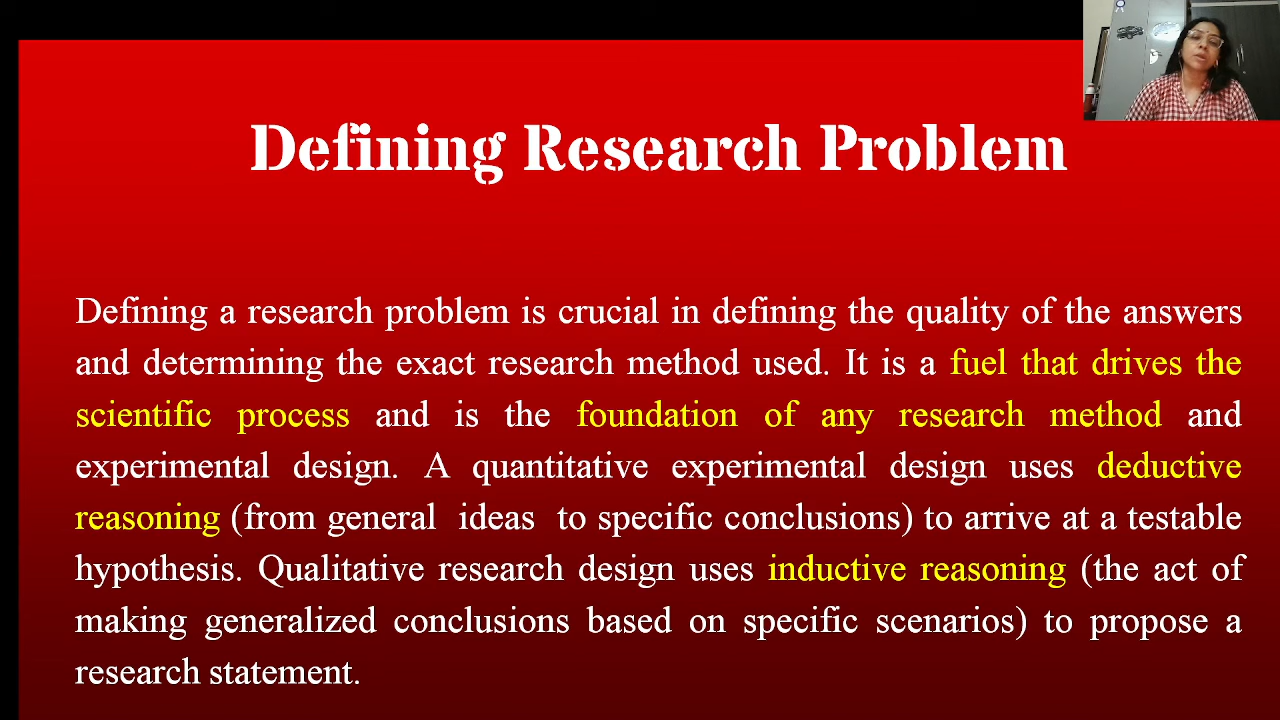 Defining Research Problem
Defining a research problem is crucial in defining the quality of the answers
and determining the exact research method used. It is a fuel that drives the
scientific process and is the foundation of any research method and
experimental design. A quantitative experimental design uses deductive
reasoning (from general ideas to specific conclusions) to arrive at a testable
hypothesis. Qualitative research design uses inductive reasoning (the act of
making generalized conclusions based on specific scenarios) to propose a
research statement.